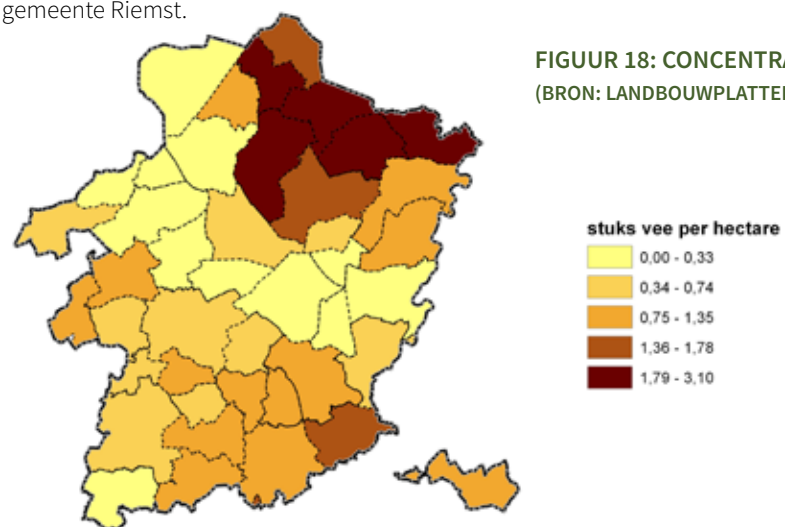 gemeente Riemst.
FIGUUR 18: CONCENTRA
(BRON: LANDBOUWPLATTE
stuks vee per hectare
0,00 - 0,33
0,34 - 0,74
0,75 - 1,35
1,36 - 1,78
1,79 - 3,10